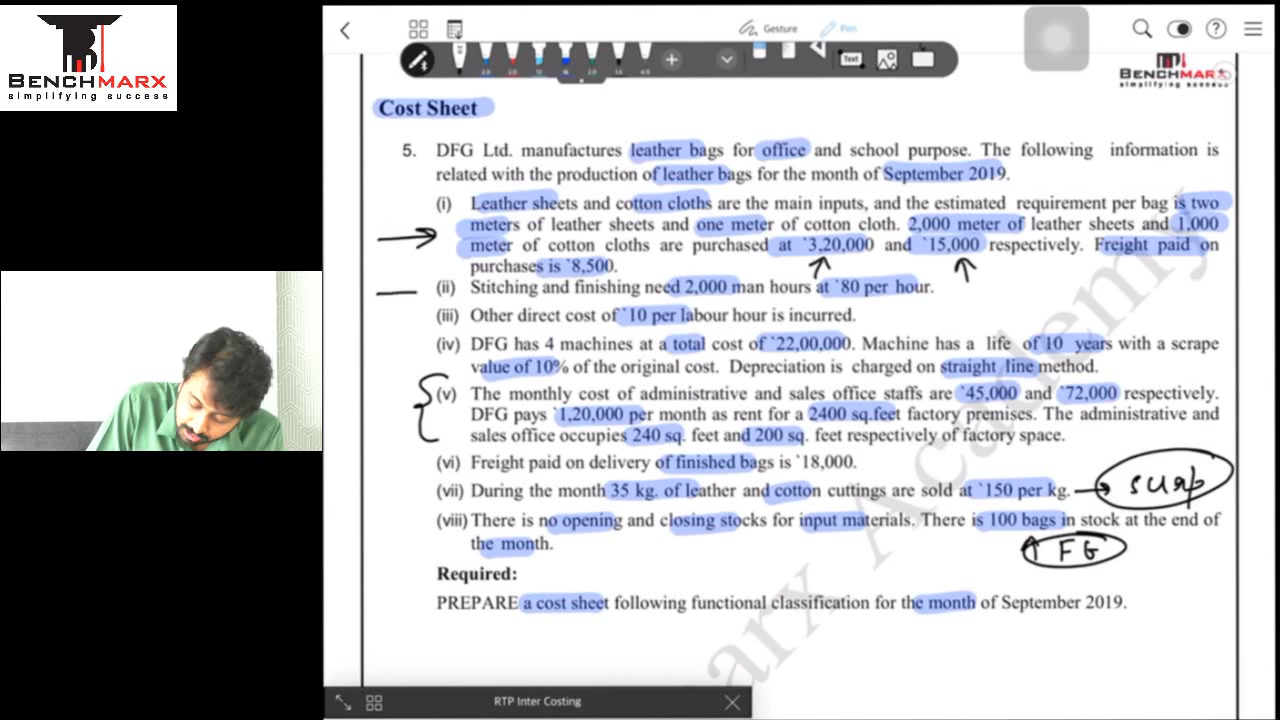 BENCHMARX
simplifying success
Gesture
Pen
Text
BENCHMARX
simplifying success
Cost Sheet
5. DFG Ltd. manufactures leather bags for office and school purpose. The following information is
related with the production of leather bags for the month of September 2019.
(i) Leather sheets and cotton cloths are the main inputs, and the estimated requirement per bag is two
meters of leather sheets and one meter of cotton cloth. 2,000 meter of leather sheets and 1,000
meter of cotton cloths are purchased at `3,20,000 and `15,000 respectively. Freight paid on
purchases is `8,500.
(ii) Stitching and finishing need 2,000 man hours at `80 per hour.
(iii) Other direct cost of `10 per labour hour is incurred.
(iv) DFG has 4 machines at a total cost of `22,00,000. Machine has a life of 10 years with a scrape
value of 10% of the original cost. Depreciation is charged on straight line method.
(v) The monthly cost of administrative and sales office staffs are `45,000 and `72,000 respectively.
DFG pays `1,20,000 per month as rent for a 2400 sq.feet factory premises. The administrative and
sales office occupies 240 sq. feet and 200 sq. feet respectively of factory space.
(vi) Freight paid on delivery of finished bags is `18,000.
(vii) During the month 35 kg. of leather and cotton cuttings are sold at `150 per kg.
(viii) There is no opening and closing stocks for input materials. There is 100 bags in stock at the end of
the month.
FG
Required:
PREPARE a cost sheet following functional classification for the month of September 2019.
arx Academy
RTP Inter Costing